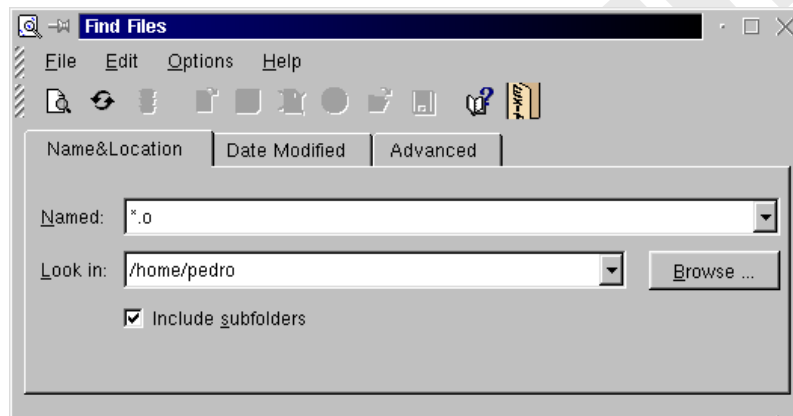 Find Files
File Edit Options Help
EXIT
Name&Location Date Modified Advanced
Named: *.o
Look in: /home/pedro Browse ...
Include subfolders